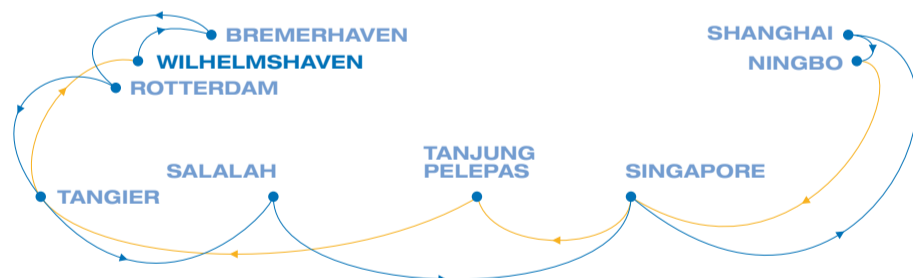 BREMERHAVEN
SHANGHAI
WILHELMSHAVEN
NINGBO
ROTTERDAM
TANJUNG
PELEPAS
SALALAH
SINGAPORE
TANGIER